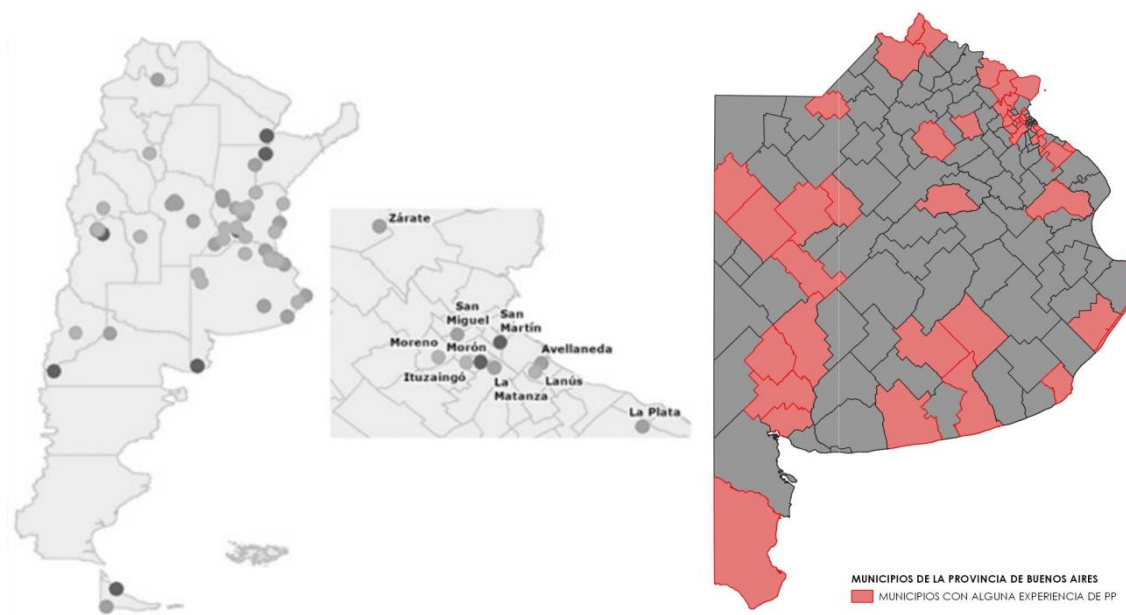 Zárate
San
Miguel
San
Martín
Moreno
Morón
Avellaneda
Ituzaingó
La
Matanza
Lanús
La Plata
MUNICIPIOS DE LA PROVINCIA DE BUENOS AIRES
MUNICIPIOS CON ALGUNA EXPERIENCIA DE PP